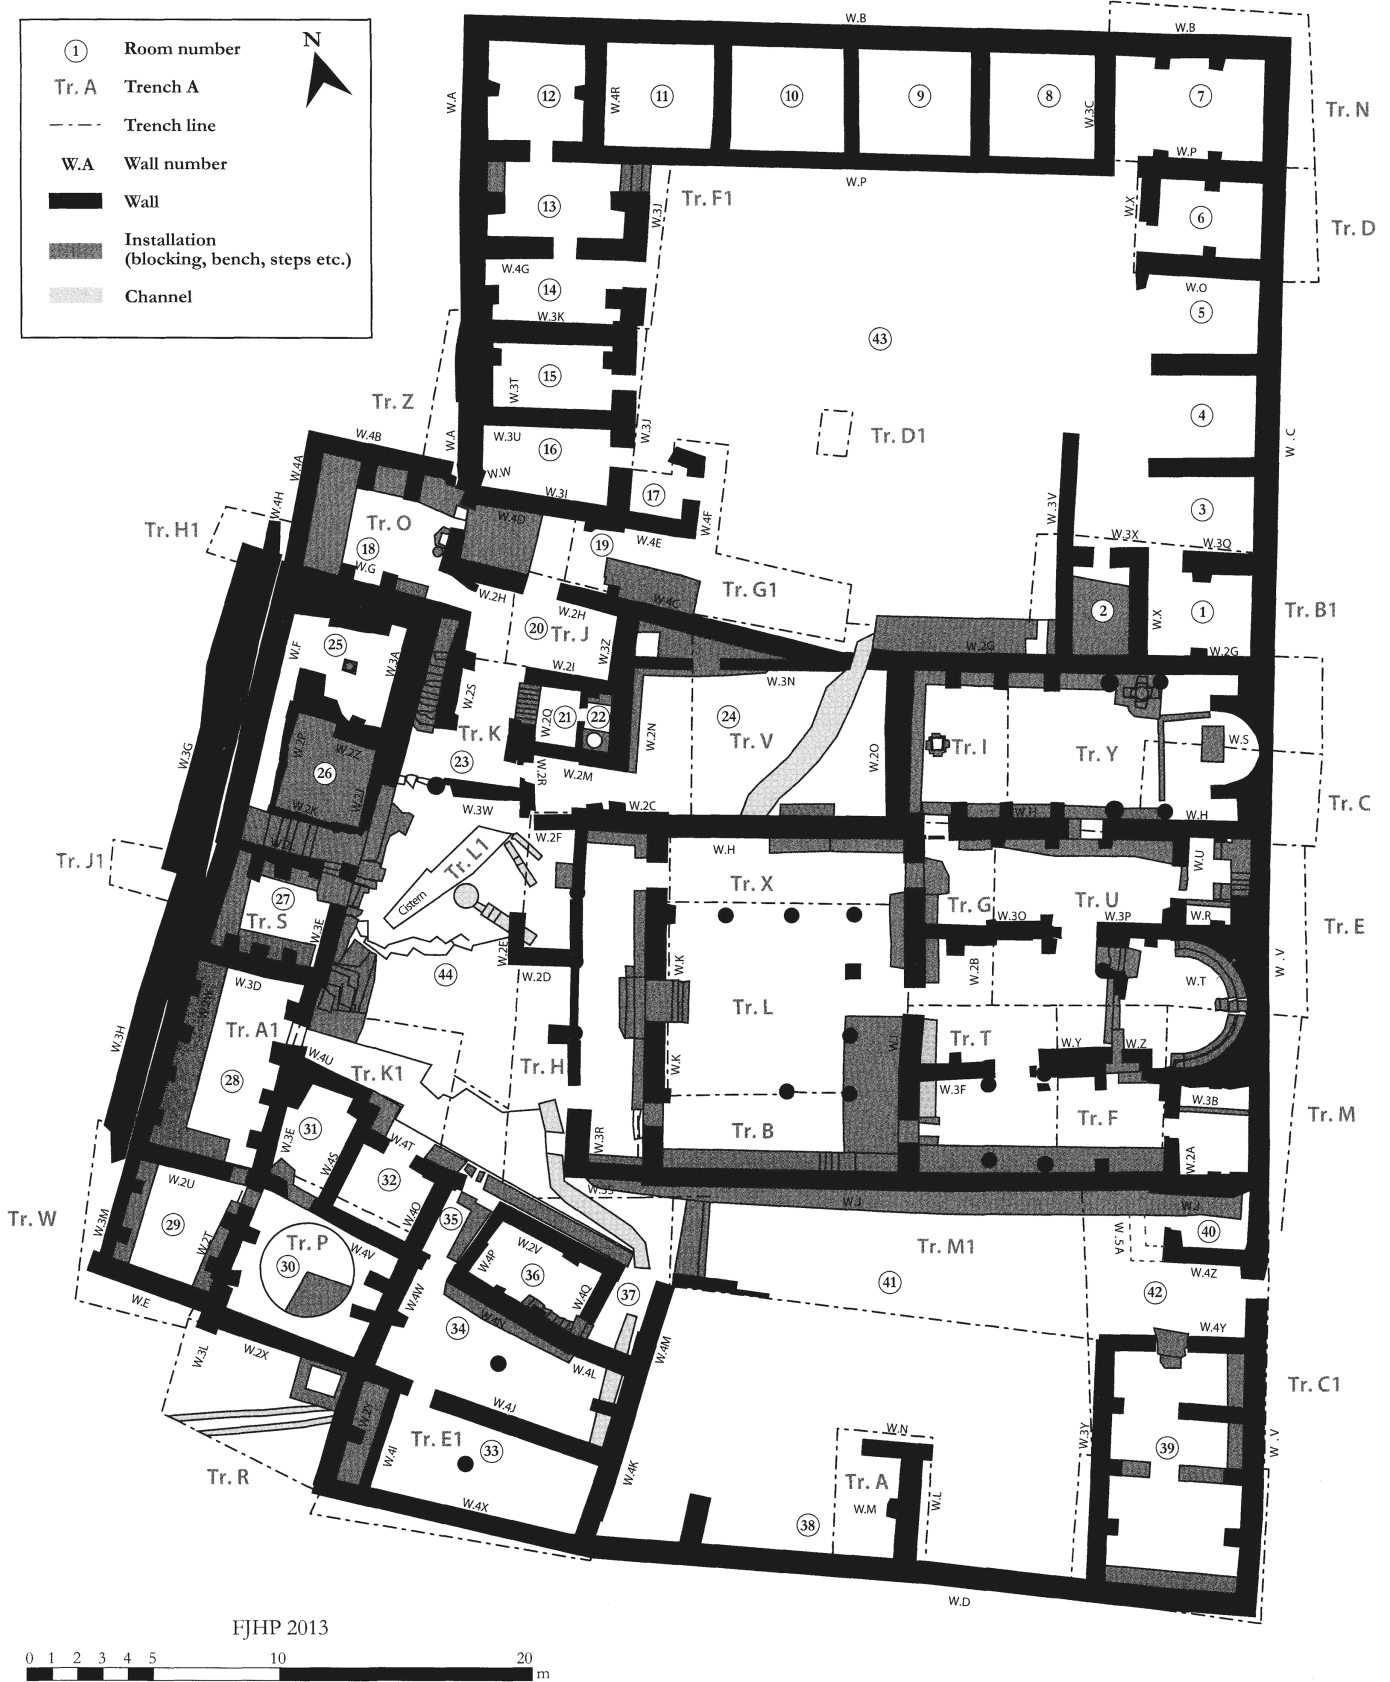 1 Room number
Tr. A Trench A
Trench line
W.A Wall number
Wall
Installation
(blocking, bench, steps etc.)
Channel
N
W.B
W.B
W.A
12
W.4R
11
10
9
8
W.3C
7
Tr. N
W.P
W.P
Tr. F1
13
W.3J
W.X
6
Tr. D
W.4G
14
W.O
5
W.3K
43
15
W.3T
Tr. Z
4
Tr. D1
W.4B
W.A
W.3U
16
W.3J
W.C
W.4A
W.W
W.3I
17
W.4H
3
W.3V
Tr. H1
Tr. O
W.4D
W.4F
W.4E
W.3X
W.3Q
18
19
W.G
Tr. G1
W.2H
W.2H
W.4C
2
W.X
1
Tr. B1
20
Tr. J
W.3Z
W.F
25
W.3A
W.2I
W.2G
W.2G
W.3N
W.2S
W.2Q
21
22
W.2N
24
Tr. V
Tr. K
Tr. I
Tr. Y
W.S
W.3G
W.2P
W.2Z
26
23
W.2R
W.2M
W.2O
W.2J
W.2K
W.3W
W.2C
W.H
W.H
Tr. C
W.2F
W.H
Tr. J1
Tr. L1
Cistern
Tr. X
W.U
27
Tr. S
W.3E
Tr. G
W.3O
Tr. U
W.3P
W.R
Tr. E
W.2E
W.2D
W.K
W.2B
W.T
W.V
44
W.3D
Tr. A1
Tr. L
W.3H
Tr. T
W.Y
W.Z
W.4U
Tr. K1
Tr. H
W.K
28
W.3F
W.3B
Tr. F
Tr. M
31
W.3E
W.4S
W.4T
Tr. B
W.3R
W.2A
32
W.2U
W.4O
W.3S
W.J
W.J
Tr. W
W.3M
29
W.2T
35
Tr. P
30
W.4V
W.2V
W.4P
36
W.4Q
Tr. M1
W.5A
40
W.4Z
W.E
W.4W
37
41
42
34
W.4M
W.4Y
W.3L
W.2X
W.4L
Tr. C1
W.2Y
W.4J
Tr. E1
33
W.4I
W.N
W.3Y
39
W.V
Tr. R
W.4K
Tr. A
W.M
W.L
W.4X
38
W.D
FJHP 2013
0 1 2 3 4 5 10 20 m